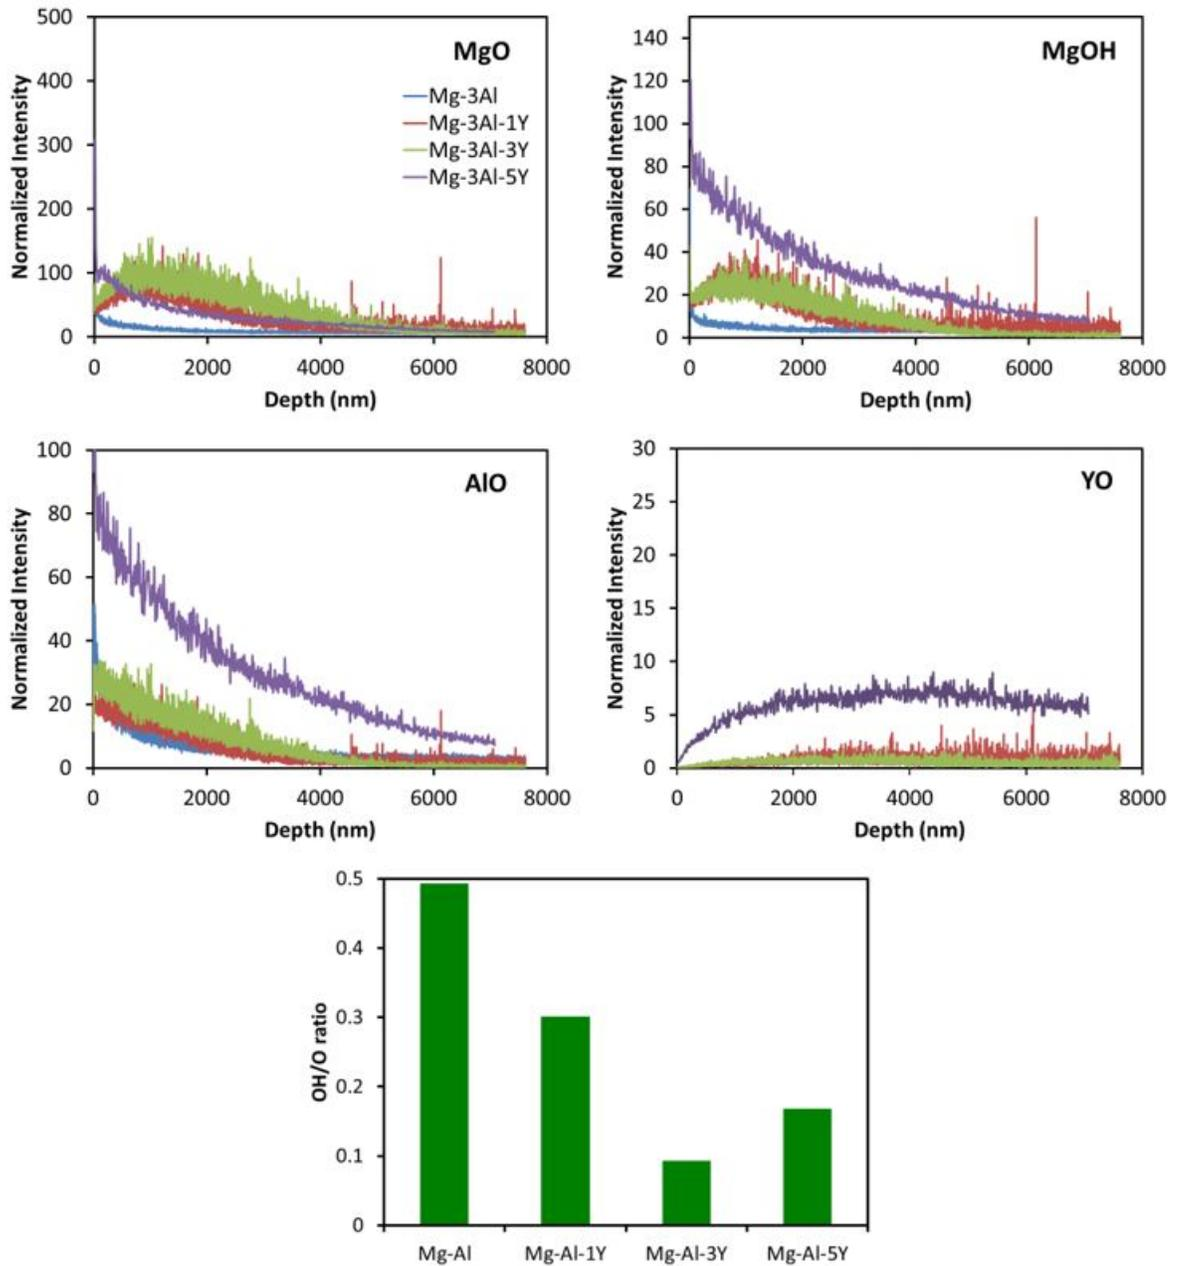 MgO
Normalized Intensity
500
400
300
200
100
0
Mg-3Al
Mg-3Al-1Y
Mg-3Al-3Y
Mg-3Al-5Y
0 2000 4000 6000 8000
Depth (nm)
MgOH
Normalized Intensity
140
120
100
80
60
40
20
0
0 2000 4000 6000 8000
Depth (nm)
AlO
Normalized Intensity
100
80
60
40
20
0
0 2000 4000 6000 8000
Depth (nm)
YO
Normalized Intensity
30
25
20
15
10
5
0
0 2000 4000 6000 8000
Depth (nm)
OH/O ratio
0.5
0.4
0.3
0.2
0.1
0
Mg-Al Mg-Al-1Y Mg-Al-3Y Mg-Al-5Y